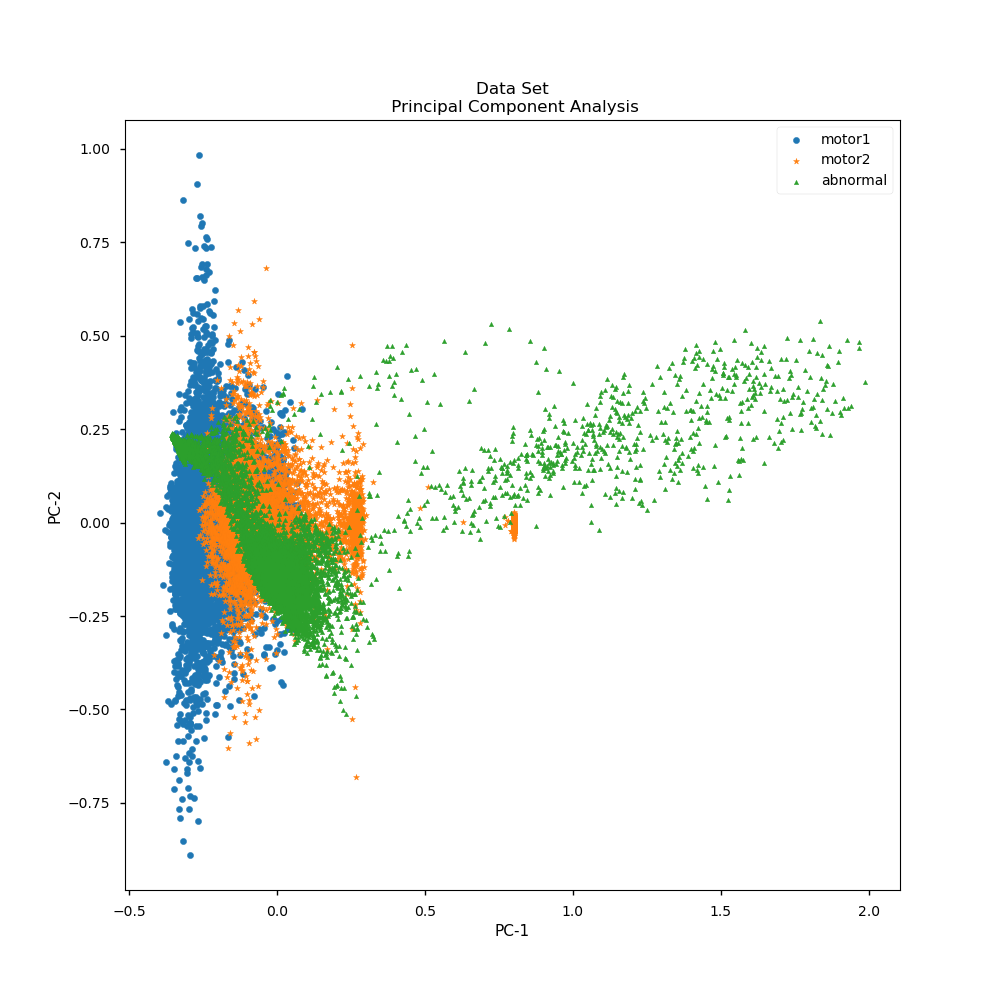 Data Set
Principal Component Analysis
motor1
motor2
abnormal
1.00
0.75
0.50
0.25
0.00
−0.25
−0.50
−0.75
PC-2
−0.5
0.0
0.5
1.0
1.5
2.0
PC-1